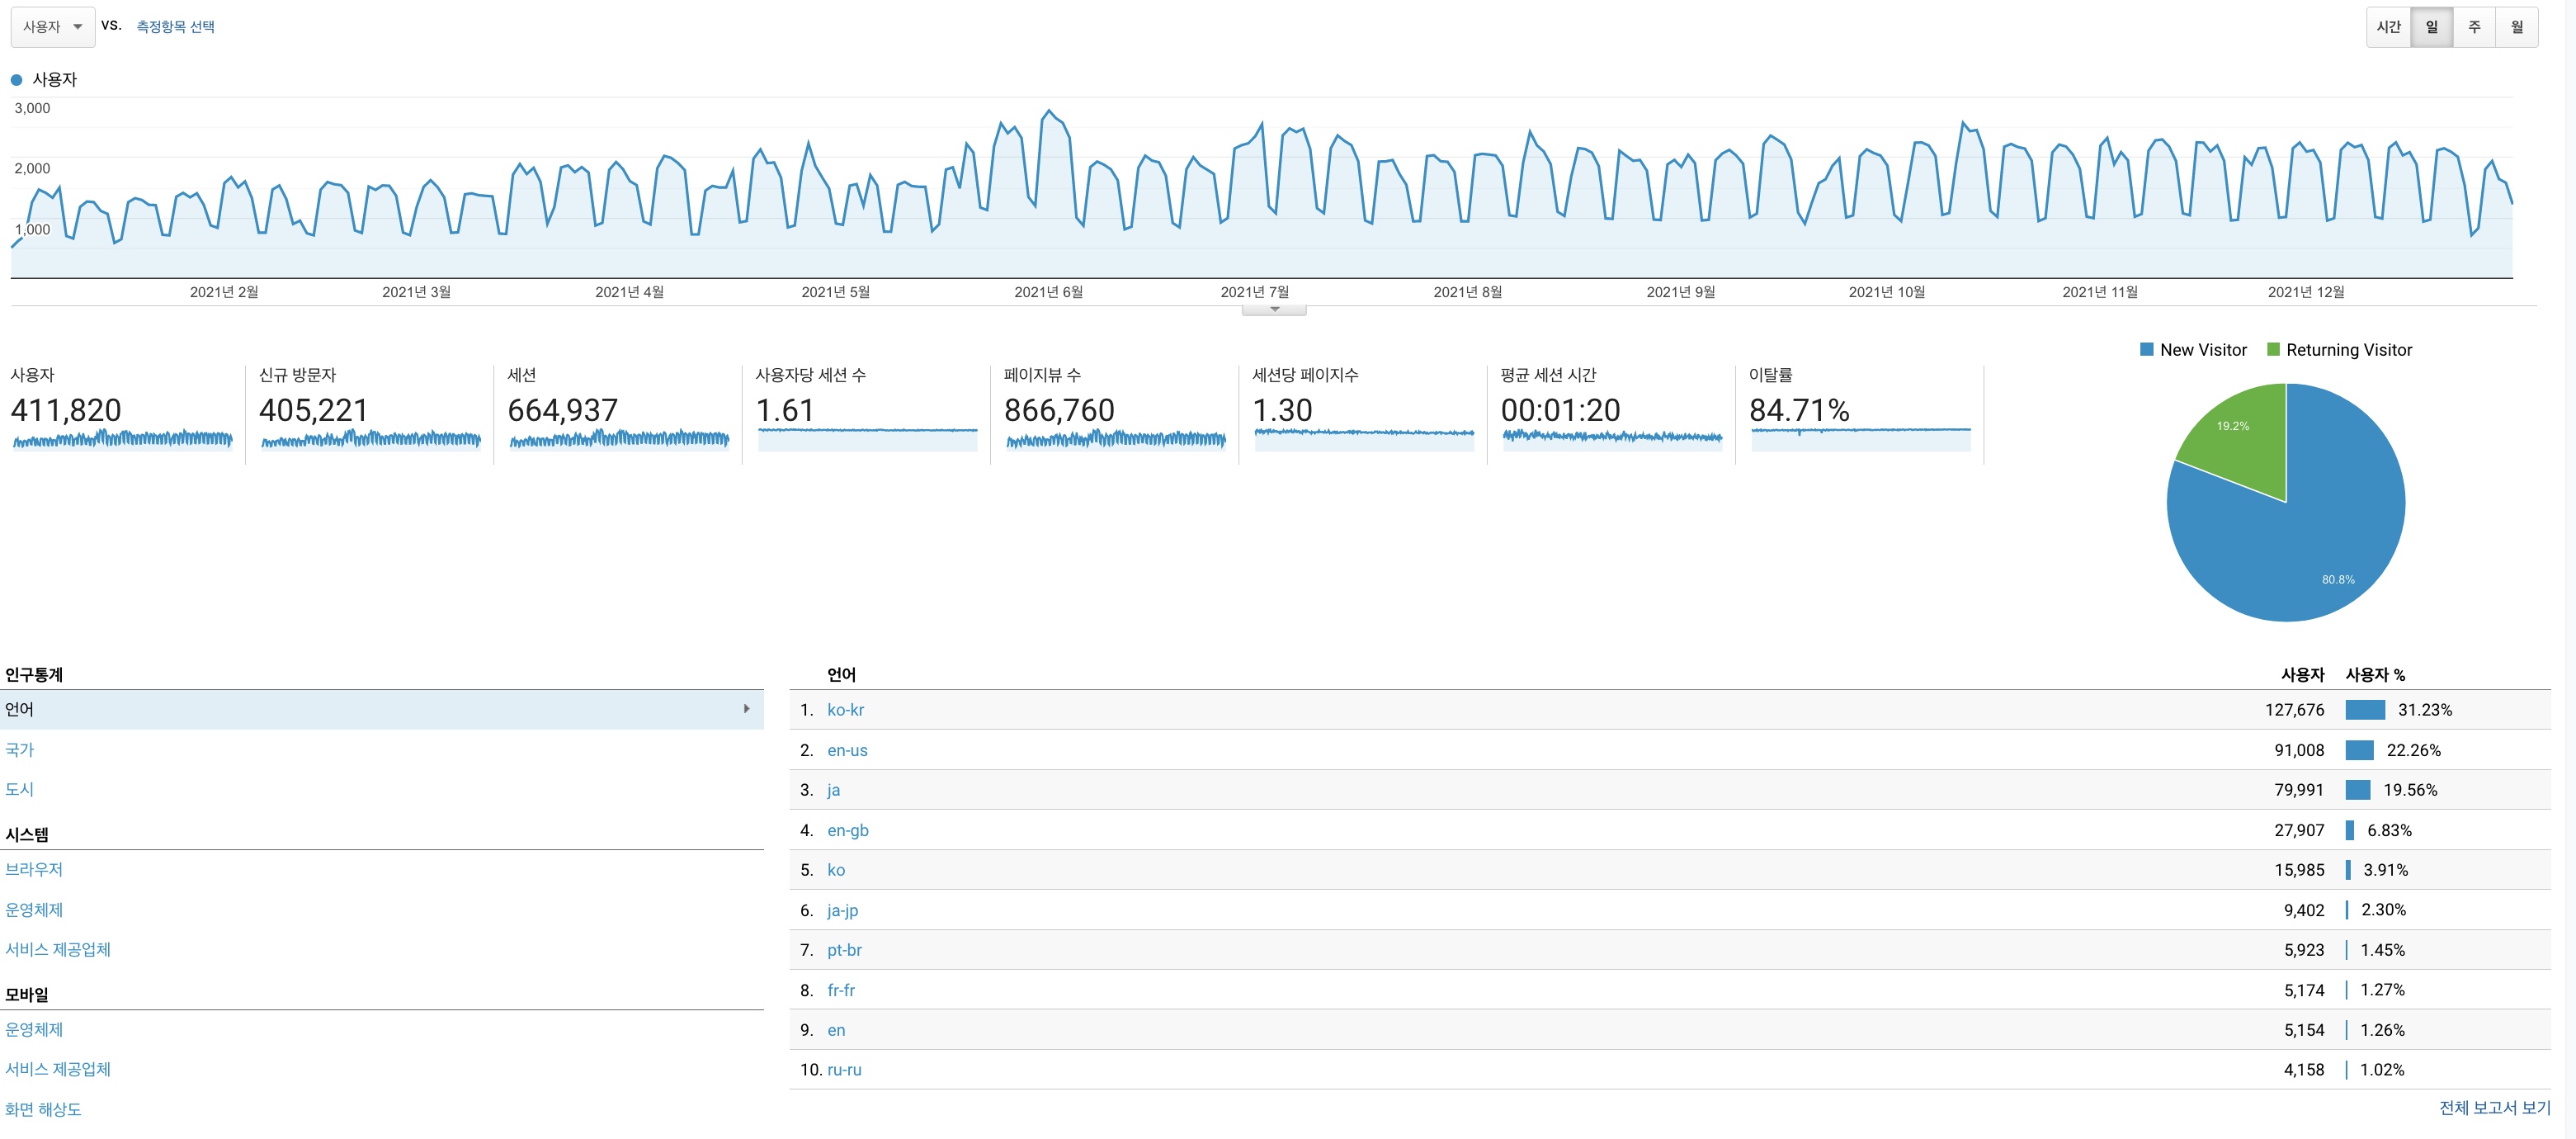 사용자 vs. 측정항목 선택 시간 일 주 월
사용자
3,000
2,000
1,000
2021년 2월 2021년 3월 2021년 4월 2021년 5월 2021년 6월 2021년 7월 2021년 8월 2021년 9월 2021년 10월 2021년 11월 2021년 12월
New Visitor Returning Visitor
사용자 신규 방문자 세션 사용자당 세션 수 페이지뷰 수 세션당 페이지수 평균 세션 시간 이탈률
411,820 405,221 664,937 1.61 866,760 1.30 00:01:20 84.71%
19.2%
80.8%
인구통계
언어
국가
도시
시스템
브라우저
운영체제
서비스 제공업체
모바일
운영체제
서비스 제공업체
화면 해상도
언어 사용자 사용자 %
1. ko-kr 127,676 31.23%
2. en-us 91,008 22.26%
3. ja 79,991 19.56%
4. en-gb 27,907 6.83%
5. ko 15,985 3.91%
6. ja-jp 9,402 2.30%
7. pt-br 5,923 1.45%
8. fr-fr 5,174 1.27%
9. en 5,154 1.26%
10. ru-ru 4,158 1.02%
전체 보고서 보기